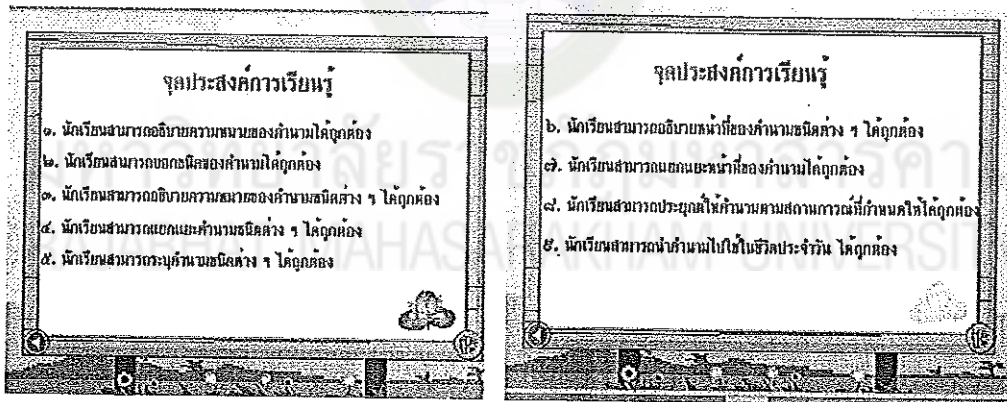 จุดประสงค์การเรียนรู้
๑. นักเรียนสามารถอธิบายความหมายของคำนามได้ถูกต้อง
๒. นักเรียนสามารถบอกชนิดของคำนามได้ถูกต้อง
๓. นักเรียนสามารถอธิบายความหมายของคำนามชนิดต่าง ๆ ได้ถูกต้อง
๔. นักเรียนสามารถแยกแยะคำนามชนิดต่าง ๆ ได้ถูกต้อง
๕. นักเรียนสามารถระบุคำนามชนิดต่าง ๆ ได้ถูกต้อง
จุดประสงค์การเรียนรู้
๖. นักเรียนสามารถอธิบายหน้าที่ของคำนามชนิดต่าง ๆ ได้ถูกต้อง
๗. นักเรียนสามารถแยกแยะหน้าที่ของคำนามได้ถูกต้อง
๘. นักเรียนสามารถประยุกต์ใช้คำนามตามสถานการณ์ที่กำหนดให้ได้ถูกต้อง
๙. นักเรียนสามารถนำคำนามไปใช้ในชีวิตประจำวัน ได้ถูกต้อง